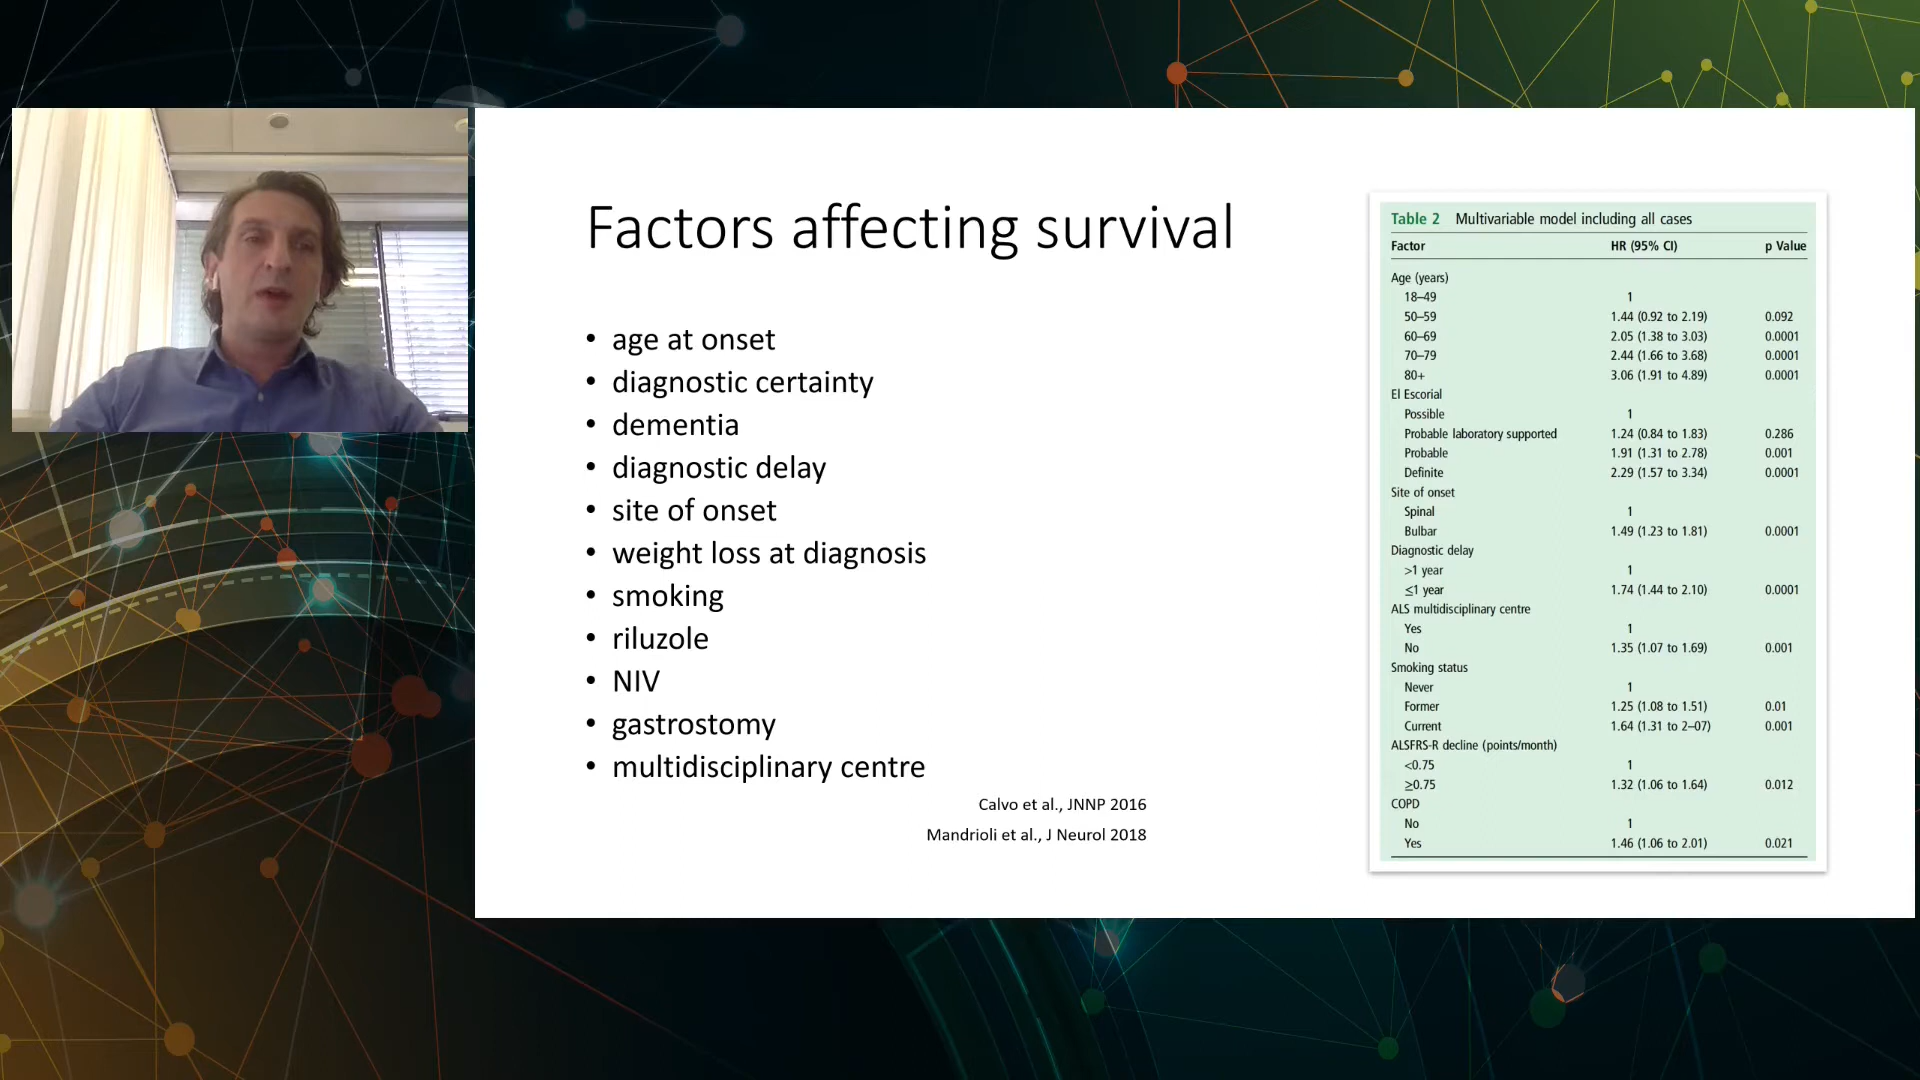 Factors affecting survival
• age at onset
• diagnostic certainty
• dementia
• diagnostic delay
• site of onset
• weight loss at diagnosis
• smoking
• riluzole
• NIV
• gastrostomy
• multidisciplinary centre
Calvo et al., JNNP 2016
Mandrioli et al., J Neurol 2018
Table 2 Multivariable model including all cases
Factor HR (95% CI) p Value
Age (years)
18–49 1
50–59 1.44 (0.92 to 2.19) 0.092
60–69 2.05 (1.38 to 3.03) 0.0001
70–79 2.44 (1.66 to 3.68) 0.0001
80+ 3.06 (1.91 to 4.89) 0.0001
El Escorial
Possible 1
Probable laboratory supported 1.24 (0.84 to 1.83) 0.286
Probable 1.91 (1.31 to 2.78) 0.001
Definite 2.29 (1.57 to 3.34) 0.0001
Site of onset
Spinal 1
Bulbar 1.49 (1.23 to 1.81) 0.0001
Diagnostic delay
>1 year 1
≤1 year 1.74 (1.44 to 2.10) 0.0001
ALS multidisciplinary centre
Yes 1
No 1.35 (1.07 to 1.69) 0.001
Smoking status
Never 1
Former 1.25 (1.08 to 1.51) 0.01
Current 1.64 (1.31 to 2–07) 0.001
ALSFRS-R decline (points/month)
<0.75 1
≥0.75 1.32 (1.06 to 1.64) 0.012
COPD
No 1
Yes 1.46 (1.06 to 2.01) 0.021